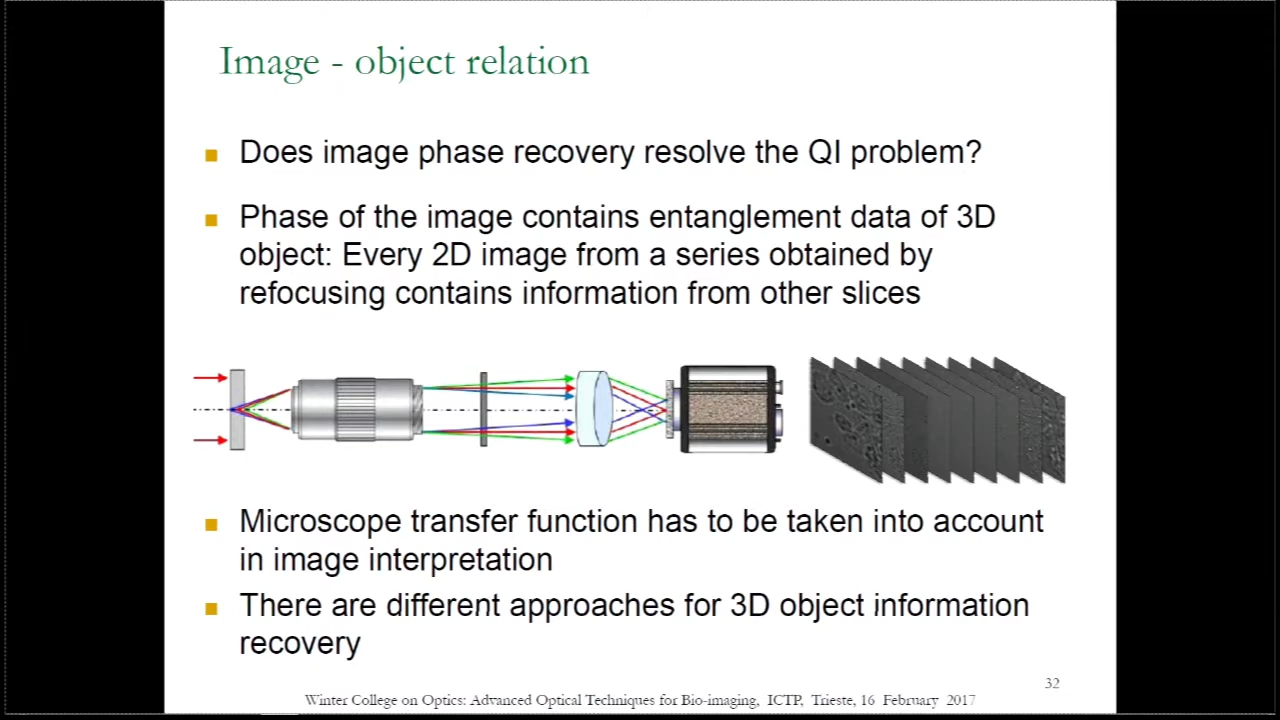 Image - object relation
Does image phase recovery resolve the QI problem?
Phase of the image contains entanglement data of 3D
object: Every 2D image from a series obtained by
refocusing contains information from other slices
Microscope transfer function has to be taken into account
in image interpretation
There are different approaches for 3D object information
recovery
32
Winter College on Optics: Advanced Optical Techniques for Bio-imaging, ICTP, Trieste, 16 February 2017